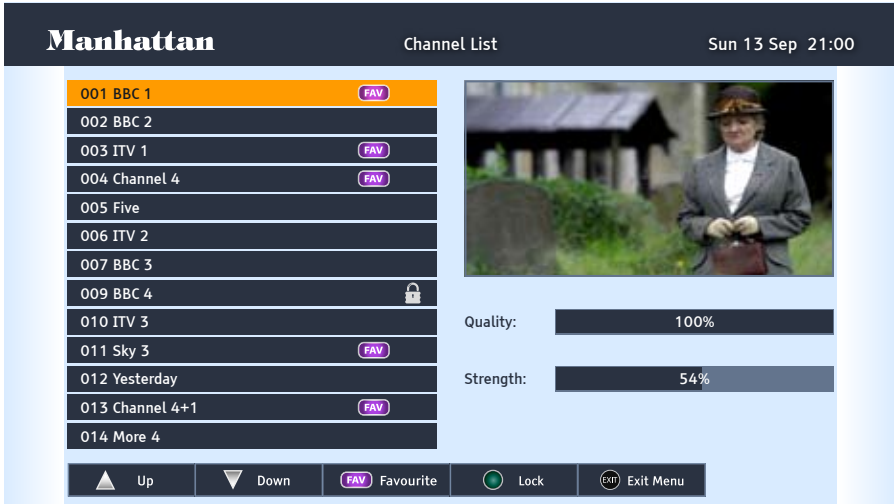 Manhattan
Channel List
Sun 13 Sep 21:00
001 BBC 1 FAV
002 BBC 2
003 ITV 1 FAV
004 Channel 4 FAV
005 Five
006 ITV 2
007 BBC 3
009 BBC 4
010 ITV 3
011 Sky 3 FAV
012 Yesterday
013 Channel 4+1 FAV
014 More 4
Quality: 100%
Strength: 54%
Up Down FAV Favourite Lock EXIT Exit Menu